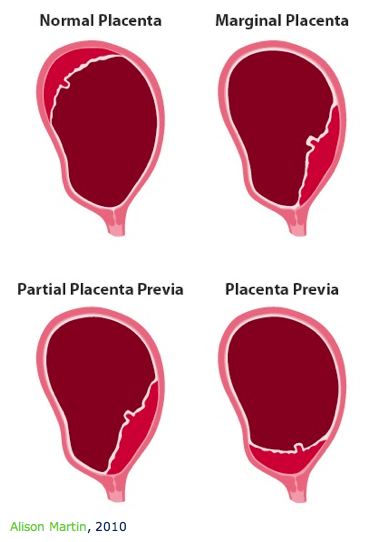 Normal Placenta
Marginal Placenta
Partial Placenta Previa
Placenta Previa
Alison Martin, 2010